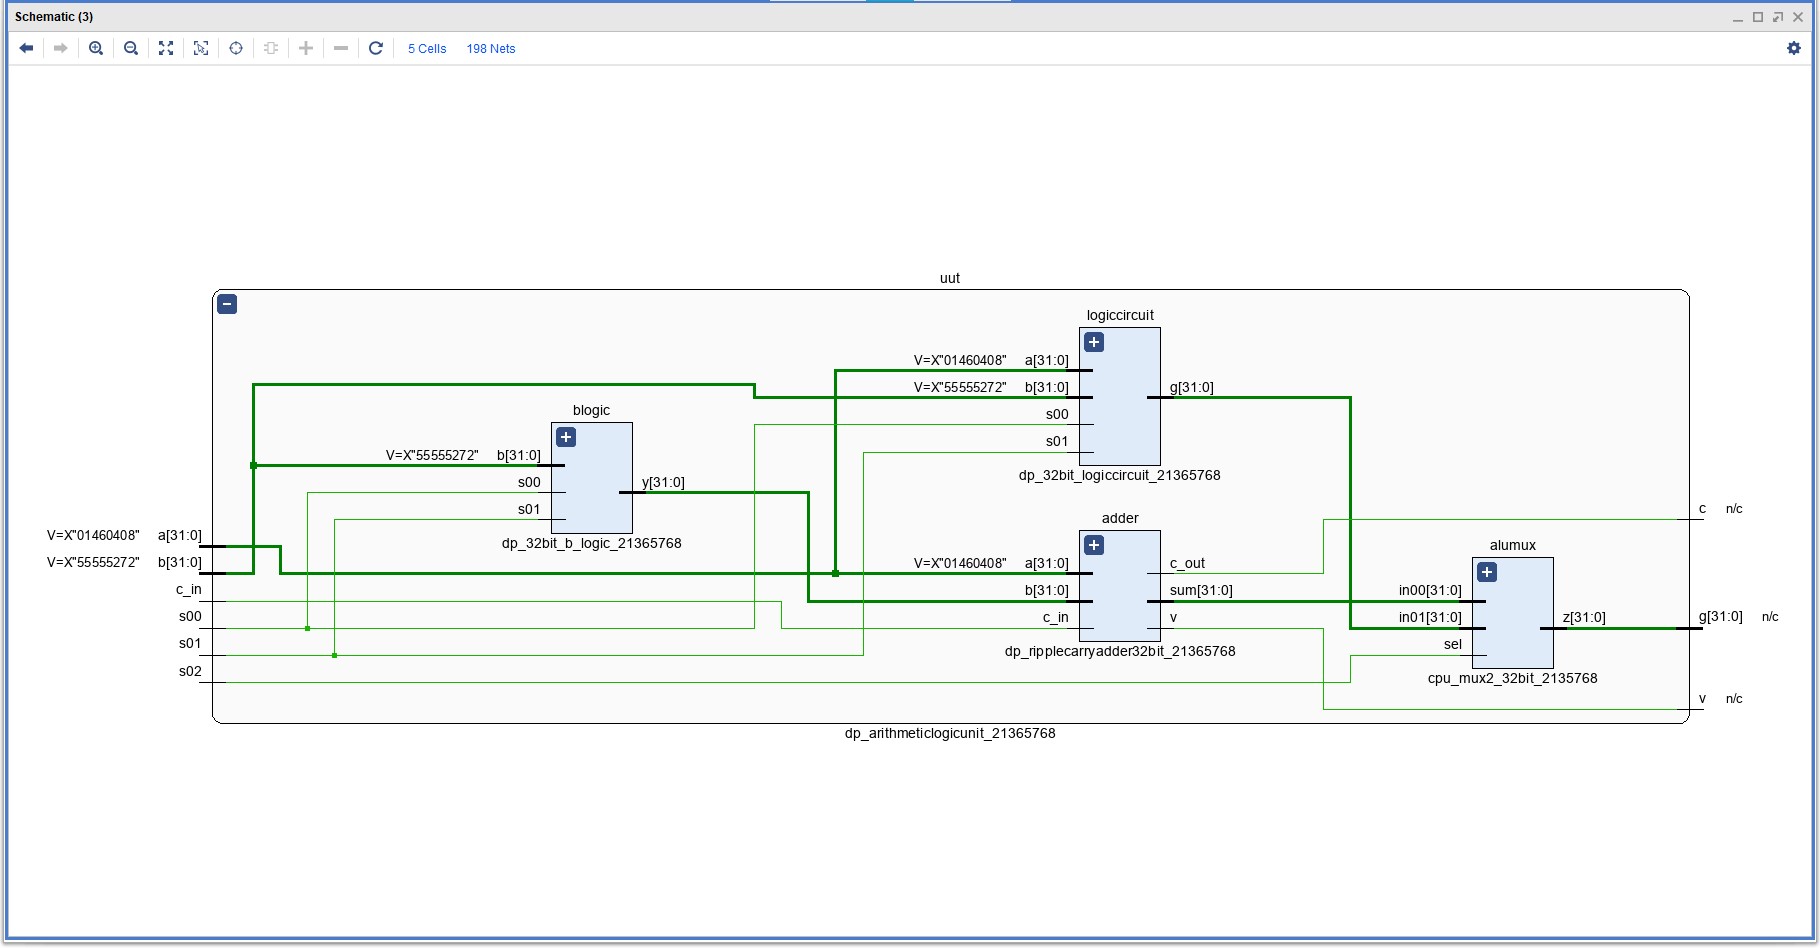 Schematic (3)
5 Cells 198 Nets
uut
logiccircuit
V=X"01460408" a[31:0]
V=X"55555272" b[31:0] g[31:0]
s00
s01
dp_32bit_logiccircuit_21365768
blogic
V=X"55555272" b[31:0]
s00 y[31:0]
s01
dp_32bit_b_logic_21365768
adder
V=X"01460408" a[31:0] c_out
b[31:0] sum[31:0]
c_in v
dp_ripplecarryadder32bit_21365768
alumux
in00[31:0]
in01[31:0] z[31:0]
sel
cpu_mux2_32bit_2135768
V=X"01460408" a[31:0]
V=X"55555272" b[31:0]
c_in
s00
s01
s02
c n/c
g[31:0] n/c
v n/c
dp_arithmeticlogicunit_21365768